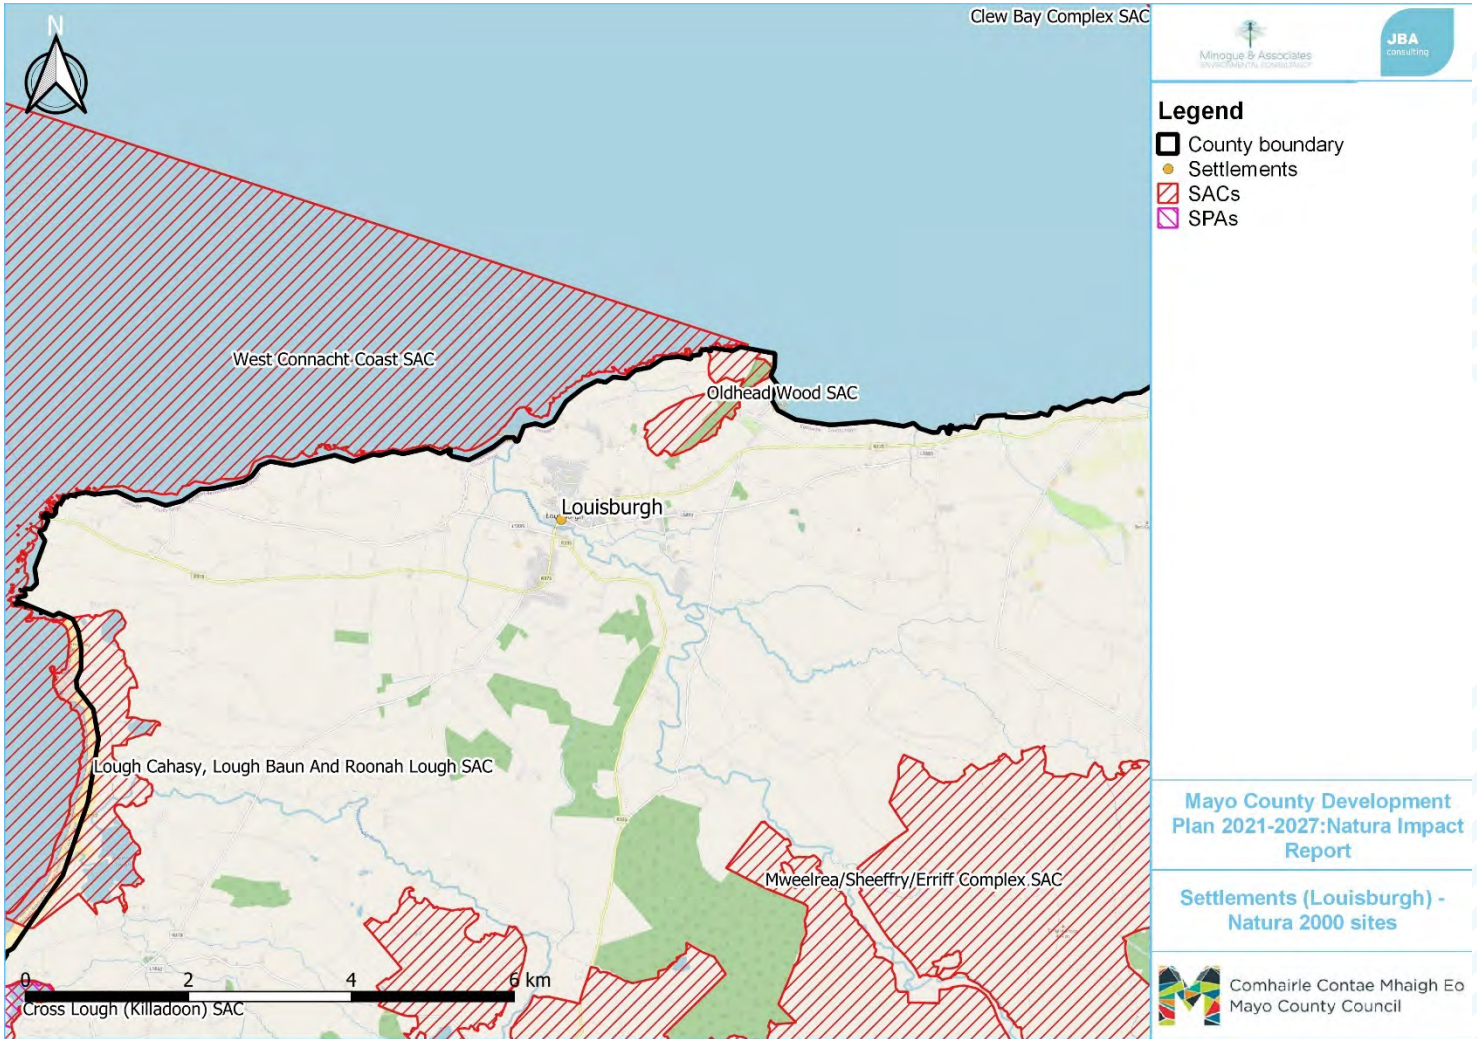 N
Clew Bay Complex SAC
West Connacht Coast SAC
Oldhead Wood SAC
Louisburgh
Lough Cahasy, Lough Baun And Roonah Lough SAC
Mweelrea/Sheeffry/Erriff Complex SAC
0 2 4 6 km
Cross Lough (Killadoon) SAC
Minogue & Associates
ENVIRONMENTAL CONSULTANCY
JBA
consulting
Legend
County boundary
Settlements
SACs
SPAs
Mayo County Development
Plan 2021-2027:Natura Impact
Report
Settlements (Louisburgh) -
Natura 2000 sites
Comhairle Contae Mhaigh Eo
Mayo County Council